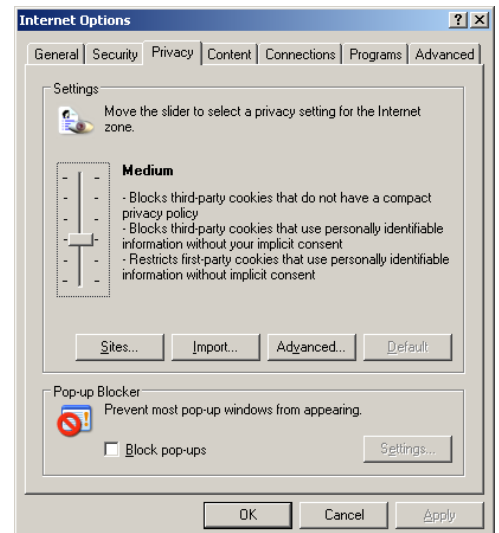 Internet Options
General Security Privacy Content Connections Programs Advanced
Settings
Move the slider to select a privacy setting for the Internet
zone.
Medium
- Blocks third-party cookies that do not have a compact
privacy policy
- Blocks third-party cookies that use personally identifiable
information without your implicit consent
- Restricts first-party cookies that use personally identifiable
information without implicit consent
Sites... Import... Advanced... Default
Pop-up Blocker
Prevent most pop-up windows from appearing.
Block pop-ups Settings...
OK Cancel Apply